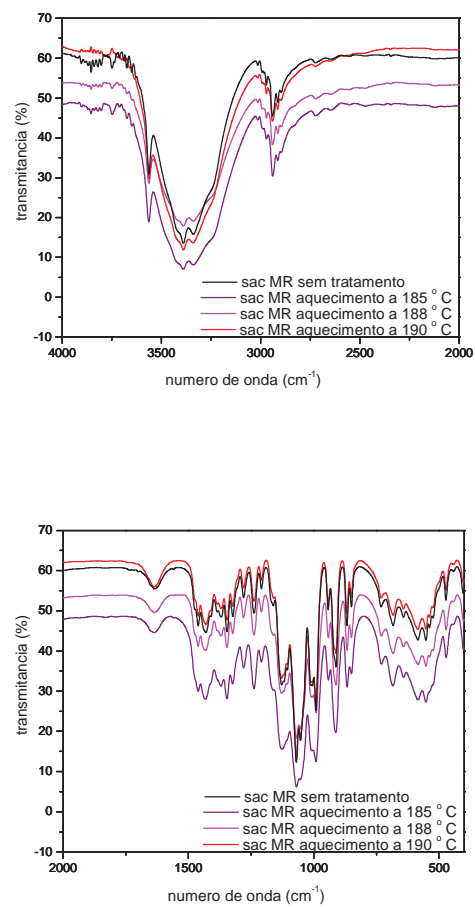 70
60
50
40
30
20
10
0
-10
transmitancia (%)
sac MR sem tratamento
sac MR aquecimento a 185 ° C
sac MR aquecimento a 188 ° C
sac MR aquecimento a 190 ° C
4000 3500 3000 2500 2000
numero de onda (cm⁻¹)
70
60
50
40
30
20
10
0
-10
transmitancia (%)
sac MR sem tratamento
sac MR aquecimento a 185 ° C
sac MR aquecimento a 188 ° C
sac MR aquecimento a 190 ° C
2000 1500 1000 500
numero de onda (cm⁻¹)